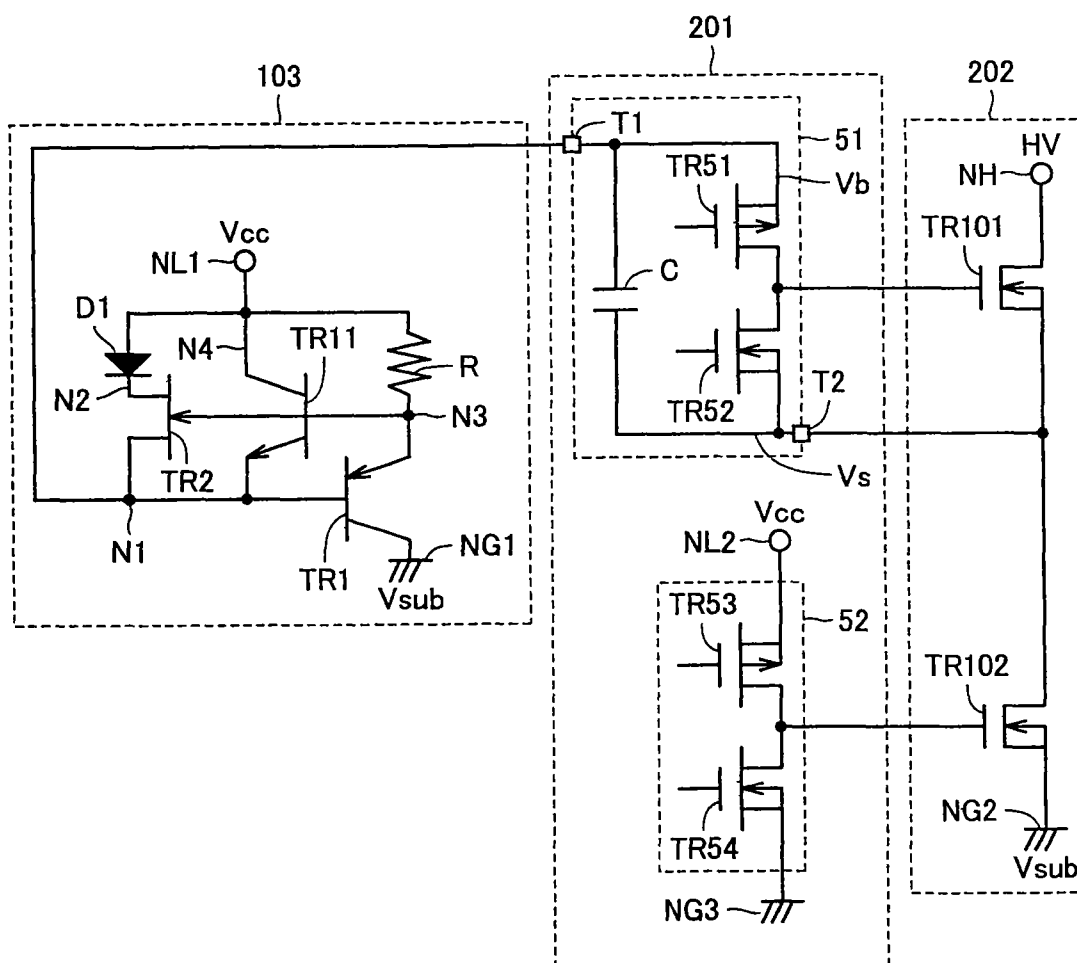 201
103
202
T1
51
HV
NH
TR51
Vb
TR101
Vcc
NL1
C
D1
N4
TR11
R
N2
TR52
T2
N3
TR2
Vs
N1
TR1
NG1
Vsub
Vcc
NL2
TR53
52
TR102
TR54
NG2
Vsub
NG3